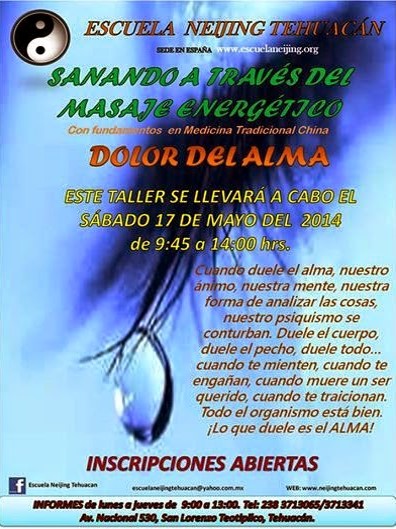 ESCUELA NEIJING TEHUACÁN
SEDE EN ESPAÑA www.escuelaneijing.org
SANANDO A TRAVÉS DEL
MASAJE ENERGÉTICO
Con fundamentos en Medicina Tradicional China
DOLOR DEL ALMA
ESTE TALLER SE LLEVARÁ A CABO EL
SÁBADO 17 DE MAYO DEL 2014
de 9:45 a 14:00 hrs.
Cuando duele el alma, nuestro
ánimo, nuestra mente, nuestra
forma de analizar las cosas,
nuestro psiquismo se
conturban. Duele el cuerpo,
duele el pecho, duele todo...
cuando te mienten, cuando te
engañan, cuando muere un ser
querido, cuando te traicionan.
Todo el organismo está bien.
¡Lo que duele es el ALMA!
INSCRIPCIONES ABIERTAS
Escuela Neijing Tehuacan escuelaneijingtehuacan@yahoo.com.mx WEB: www.neijingtehuacan.com
INFORMES de lunes a jueves de 9:00 a 13:00. Tel: 238 3713065/3713341
Av. Nacional 530, San Lorenzo Teotipilco, Tehuacán.